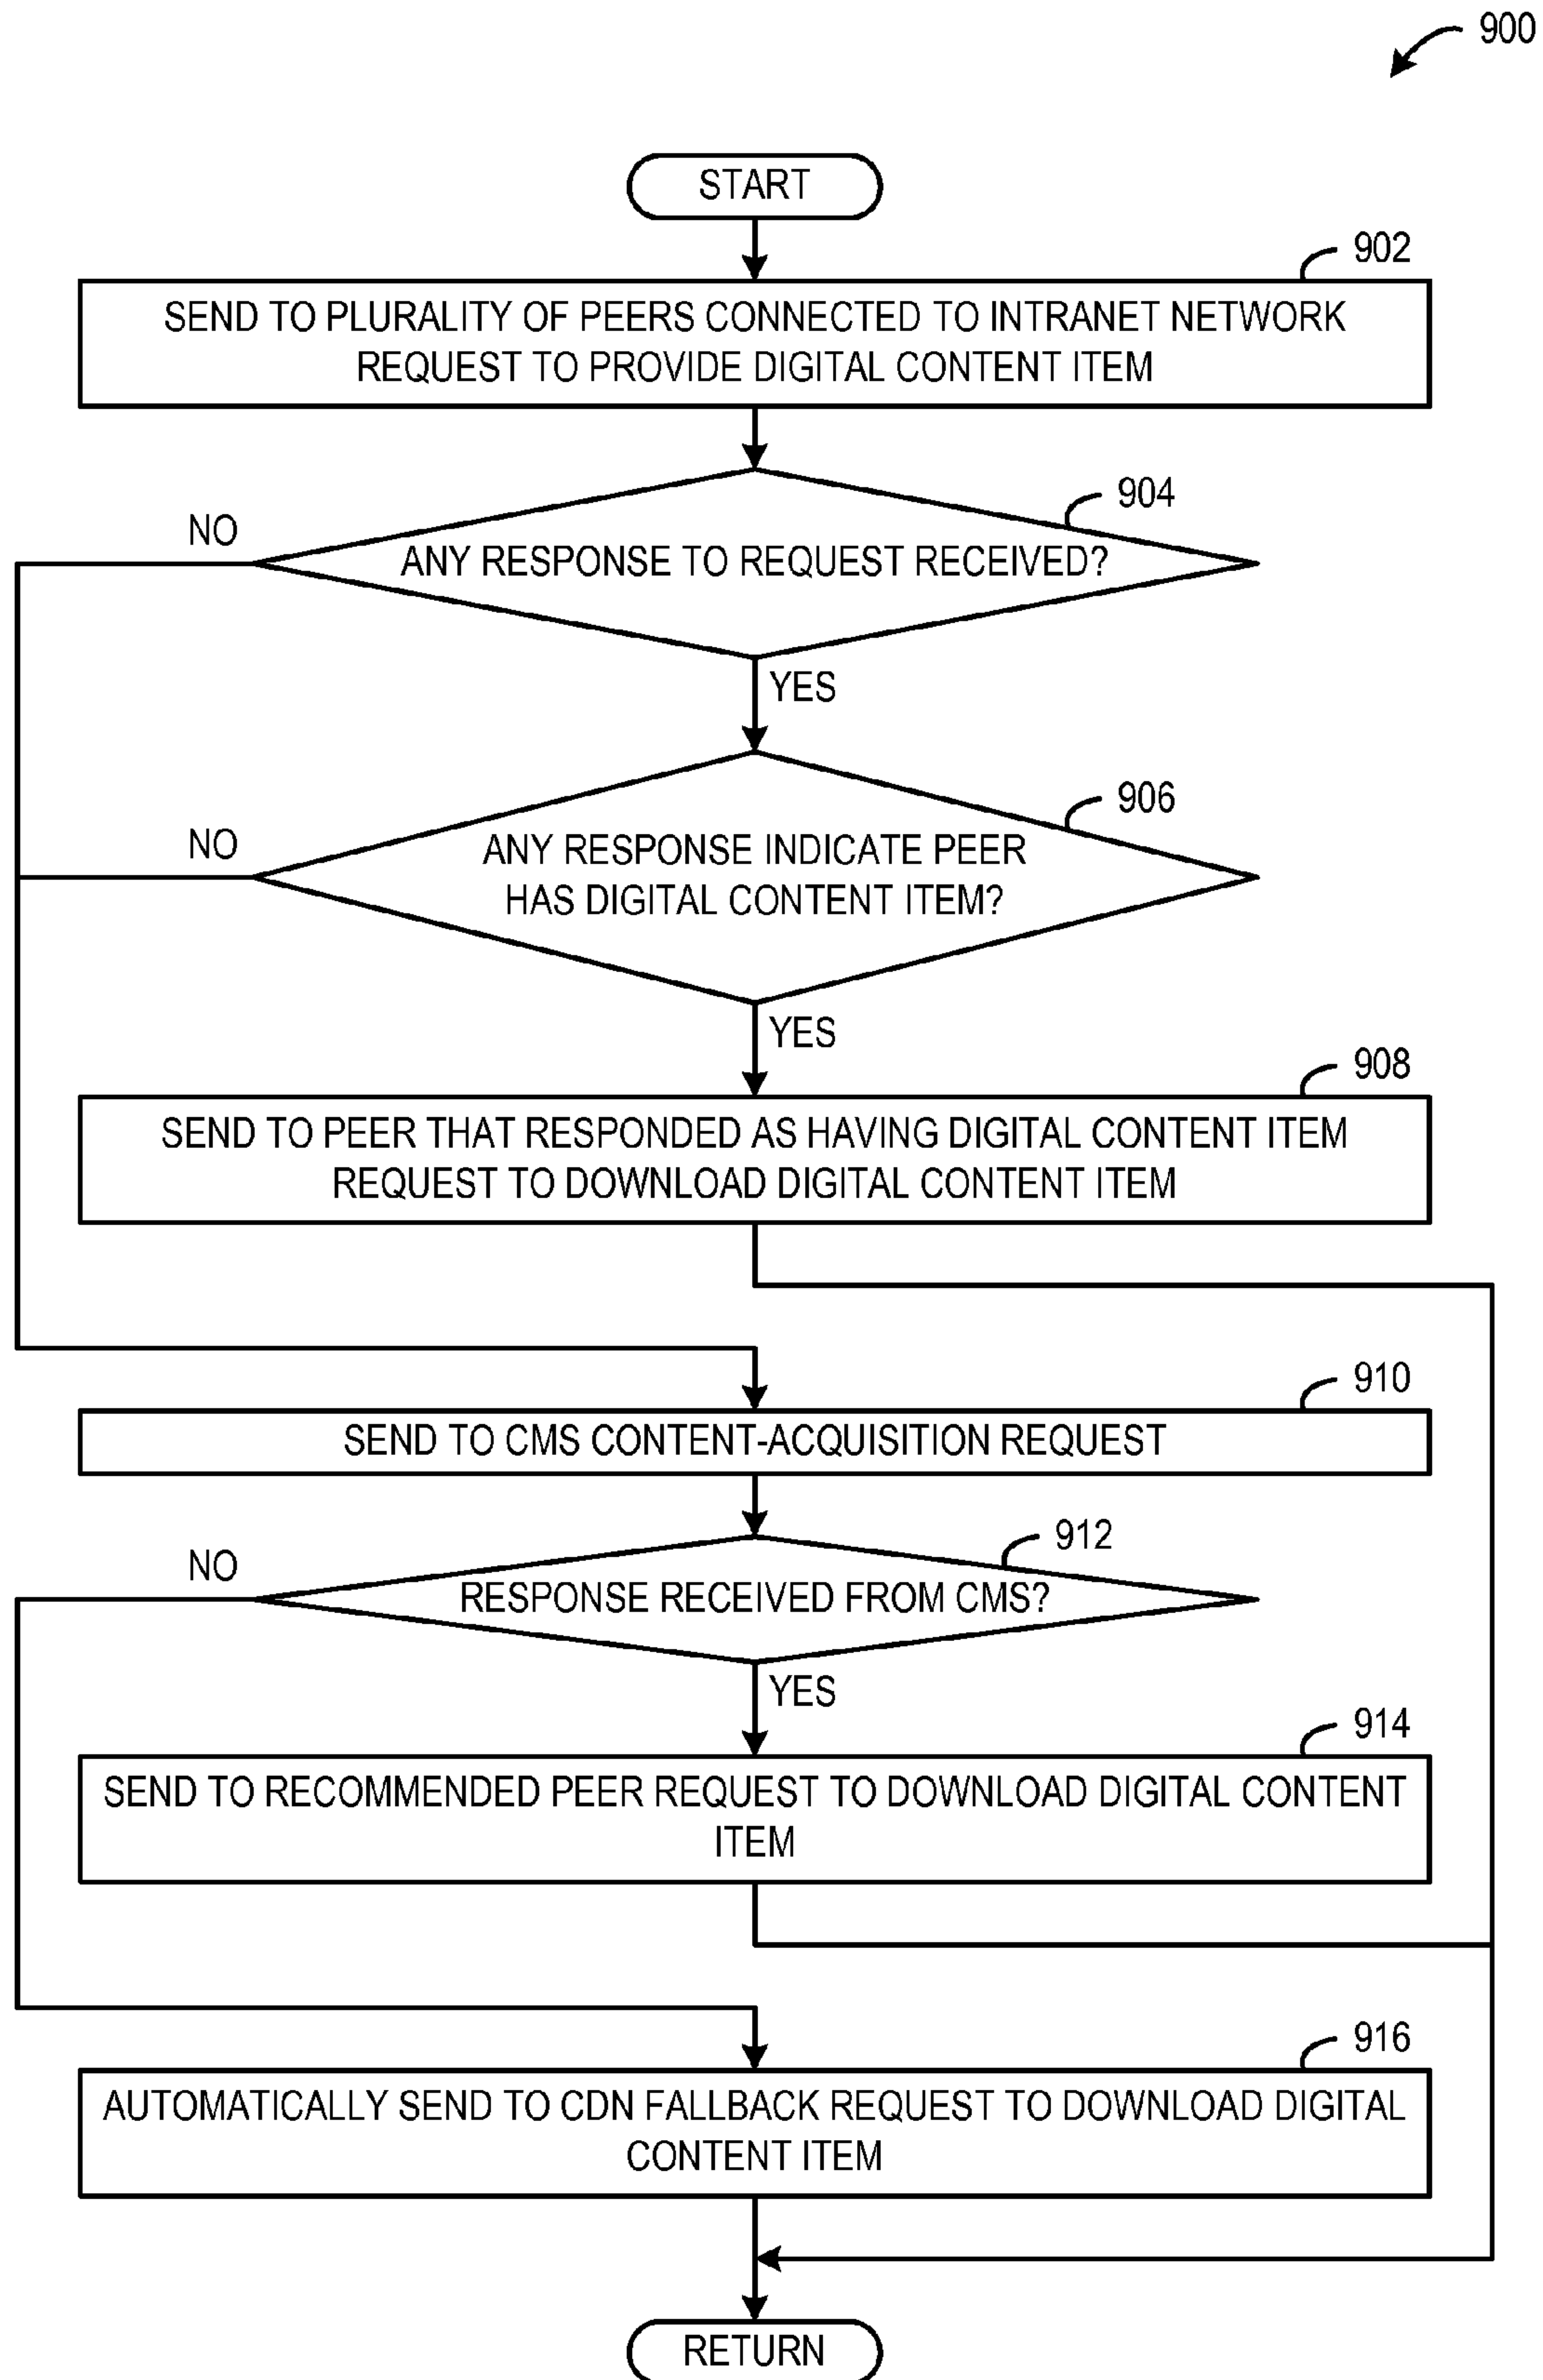 900
START
902
SEND TO PLURALITY OF PEERS CONNECTED TO INTRANET NETWORK
REQUEST TO PROVIDE DIGITAL CONTENT ITEM
904
NO
ANY RESPONSE TO REQUEST RECEIVED?
YES
906
NO
ANY RESPONSE INDICATE PEER
HAS DIGITAL CONTENT ITEM?
YES
908
SEND TO PEER THAT RESPONDED AS HAVING DIGITAL CONTENT ITEM
REQUEST TO DOWNLOAD DIGITAL CONTENT ITEM
910
SEND TO CMS CONTENT-ACQUISITION REQUEST
912
NO
RESPONSE RECEIVED FROM CMS?
YES
914
SEND TO RECOMMENDED PEER REQUEST TO DOWNLOAD DIGITAL CONTENT
ITEM
916
AUTOMATICALLY SEND TO CDN FALLBACK REQUEST TO DOWNLOAD DIGITAL
CONTENT ITEM
RETURN